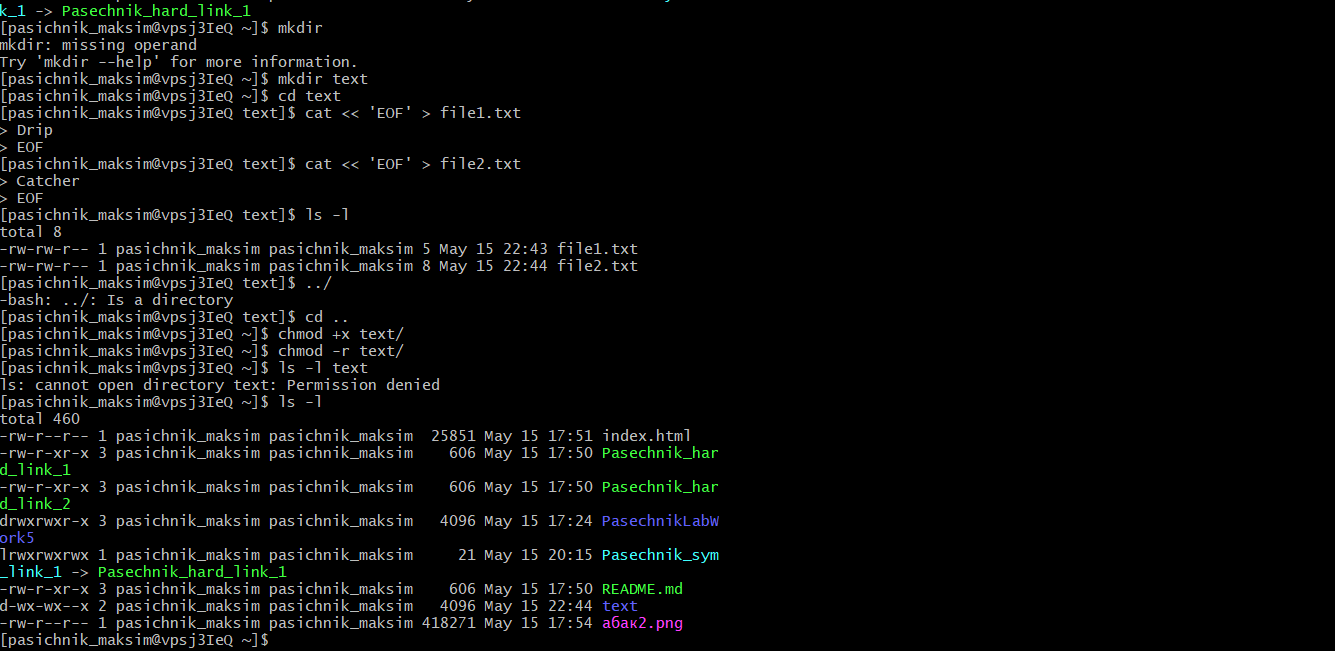 k_1 -> Pasechnik_hard_link_1
[pasichnik_maksim@vpsj3IeQ ~]$ mkdir
mkdir: missing operand
Try 'mkdir --help' for more information.
[pasichnik_maksim@vpsj3IeQ ~]$ mkdir text
[pasichnik_maksim@vpsj3IeQ ~]$ cd text
[pasichnik_maksim@vpsj3IeQ text]$ cat << 'EOF' > file1.txt
> Drip
> EOF
[pasichnik_maksim@vpsj3IeQ text]$ cat << 'EOF' > file2.txt
> Catcher
> EOF
[pasichnik_maksim@vpsj3IeQ text]$ ls -l
total 8
-rw-rw-r-- 1 pasichnik_maksim pasichnik_maksim 5 May 15 22:43 file1.txt
-rw-rw-r-- 1 pasichnik_maksim pasichnik_maksim 8 May 15 22:44 file2.txt
[pasichnik_maksim@vpsj3IeQ text]$ ../
-bash: ../: Is a directory
[pasichnik_maksim@vpsj3IeQ text]$ cd ..
[pasichnik_maksim@vpsj3IeQ ~]$ chmod +x text/
[pasichnik_maksim@vpsj3IeQ ~]$ chmod -r text/
[pasichnik_maksim@vpsj3IeQ ~]$ ls -l text
ls: cannot open directory text: Permission denied
[pasichnik_maksim@vpsj3IeQ ~]$ ls -l
total 460
-rw-r--r-- 1 pasichnik_maksim pasichnik_maksim  25851 May 15 17:51 index.html
-rw-r-xr-x 3 pasichnik_maksim pasichnik_maksim    606 May 15 17:50 Pasechnik_har
d_link_1
-rw-r-xr-x 3 pasichnik_maksim pasichnik_maksim    606 May 15 17:50 Pasechnik_har
d_link_2
drwxrwxr-x 3 pasichnik_maksim pasichnik_maksim   4096 May 15 17:24 PasechnikLabW
ork5
lrwxrwxrwx 1 pasichnik_maksim pasichnik_maksim     21 May 15 20:15 Pasechnik_sym
_link_1 -> Pasechnik_hard_link_1
-rw-r-xr-x 3 pasichnik_maksim pasichnik_maksim    606 May 15 17:50 README.md
d-wx-wx--x 2 pasichnik_maksim pasichnik_maksim   4096 May 15 22:44 text
-rw-r--r-- 1 pasichnik_maksim pasichnik_maksim 418271 May 15 17:54 абак2.png
[pasichnik_maksim@vpsj3IeQ ~]$